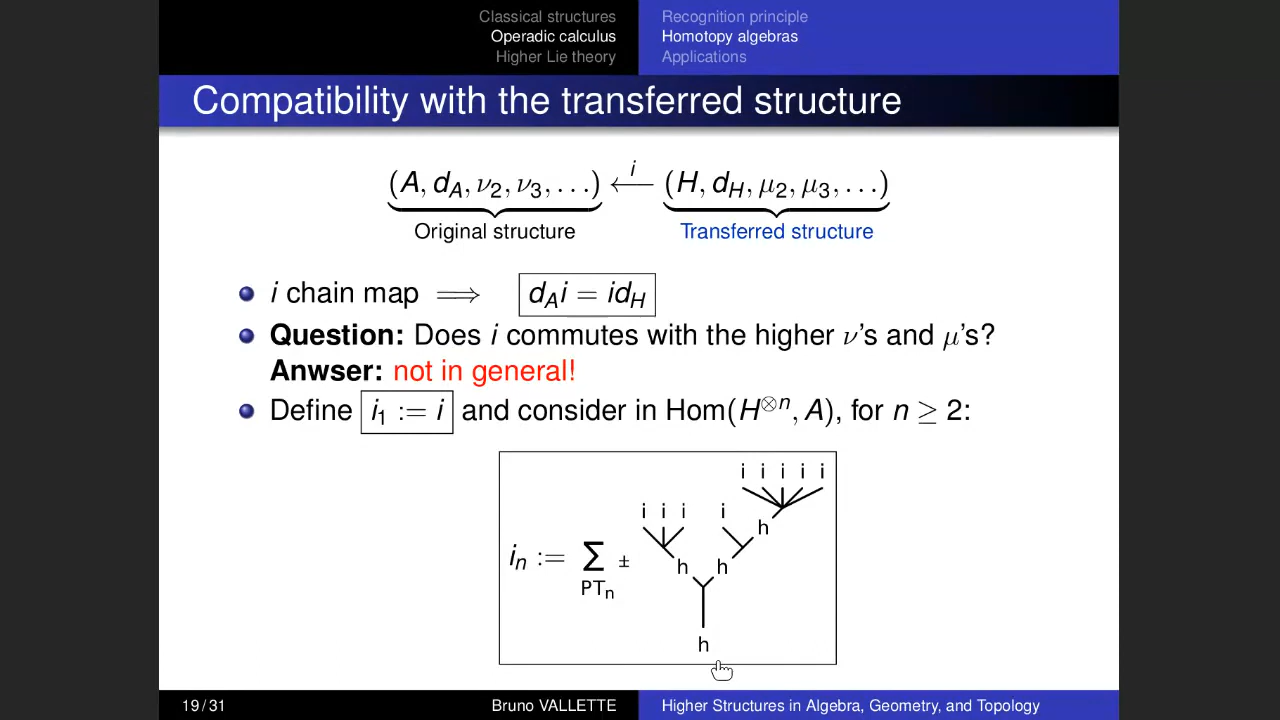 Classical structures
Operadic calculus
Higher Lie theory
Recognition principle
Homotopy algebras
Applications
Compatibility with the transferred structure
(A, d_A, ν₂, ν₃, …) ⟵ⁱ (H, d_H, μ₂, μ₃, …)
Original structure Transferred structure
i chain map ⟹ d_A i = i d_H
Question: Does i commutes with the higher ν's and μ's?
Anwser: not in general!
Define i₁ := i and consider in Hom(H^⊗n, A), for n ≥ 2:
i i i i i
i i i i
h
i_n := Σ ± h h
PT_n
h
19/31 Bruno VALLETTE Higher Structures in Algebra, Geometry, and Topology